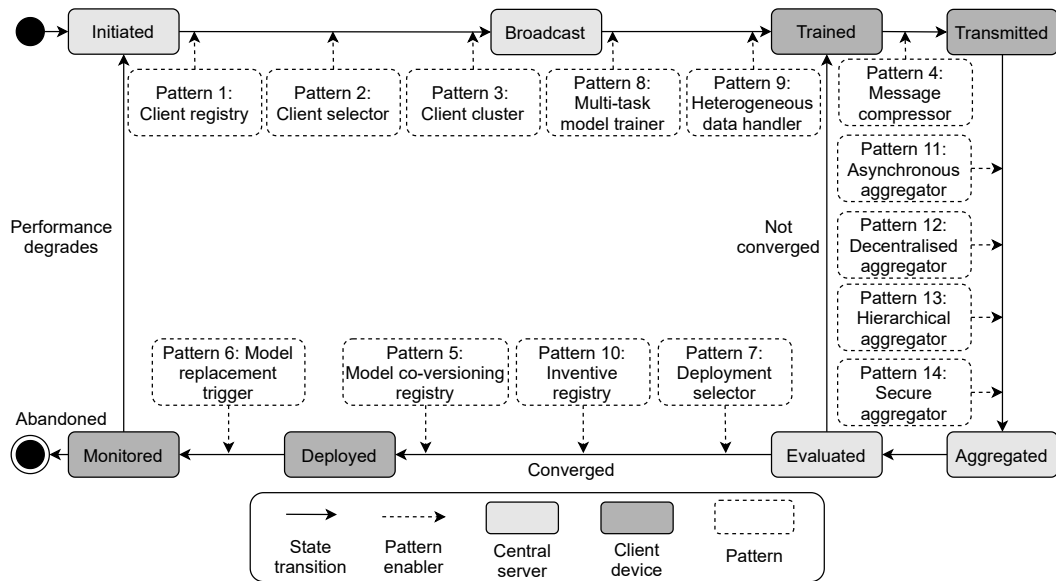 Initiated
Broadcast
Trained
Transmitted
Pattern 1:
Client registry
Pattern 2:
Client selector
Pattern 3:
Client cluster
Pattern 8:
Multi-task
model trainer
Pattern 9:
Heterogeneous
data handler
Pattern 4:
Message
compressor
Pattern 11:
Asynchronous
aggregator
Pattern 12:
Decentralised
aggregator
Pattern 13:
Hierarchical
aggregator
Pattern 14:
Secure
aggregator
Performance
degrades
Not
converged
Pattern 6: Model
replacement
trigger
Pattern 5:
Model co-versioning
registry
Pattern 10:
Inventive
registry
Pattern 7:
Deployment
selector
Abandoned
Monitored
Deployed
Converged
Evaluated
Aggregated
State
transition
Pattern
enabler
Central
server
Client
device
Pattern